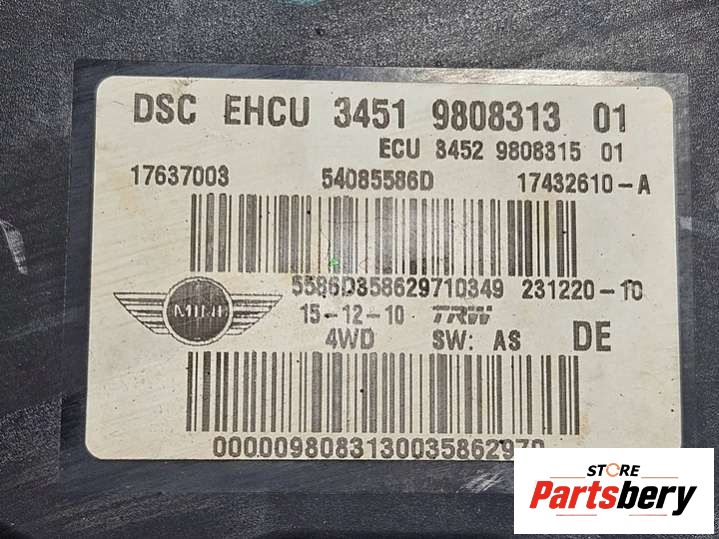 DSC EHCU 3451 9808313 01
ECU 3452 9808315 01
17637003 54085586D 17432610-A
5586D358629710349 231220-10
MINI 15-12-10 TRW
4WD SW: AS DE
0000098083130035862970
STORE
Partsbery